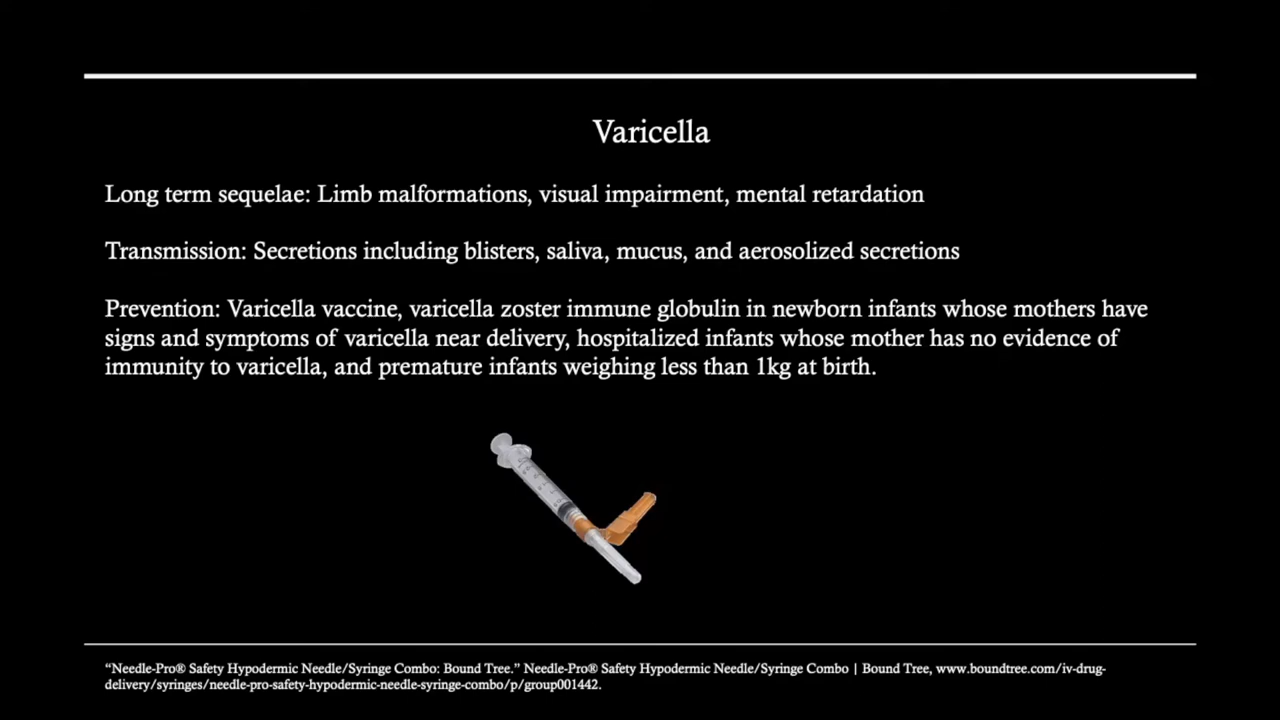 Varicella
Long term sequelae: Limb malformations, visual impairment, mental retardation
Transmission: Secretions including blisters, saliva, mucus, and aerosolized secretions
Prevention: Varicella vaccine, varicella zoster immune globulin in newborn infants whose mothers have
signs and symptoms of varicella near delivery, hospitalized infants whose mother has no evidence of
immunity to varicella, and premature infants weighing less than 1kg at birth.
“Needle-Pro® Safety Hypodermic Needle/Syringe Combo: Bound Tree.” Needle-Pro® Safety Hypodermic Needle/Syringe Combo | Bound Tree, www.boundtree.com/iv-drug-
delivery/syringes/needle-pro-safety-hypodermic-needle-syringe-combo/p/group001442.